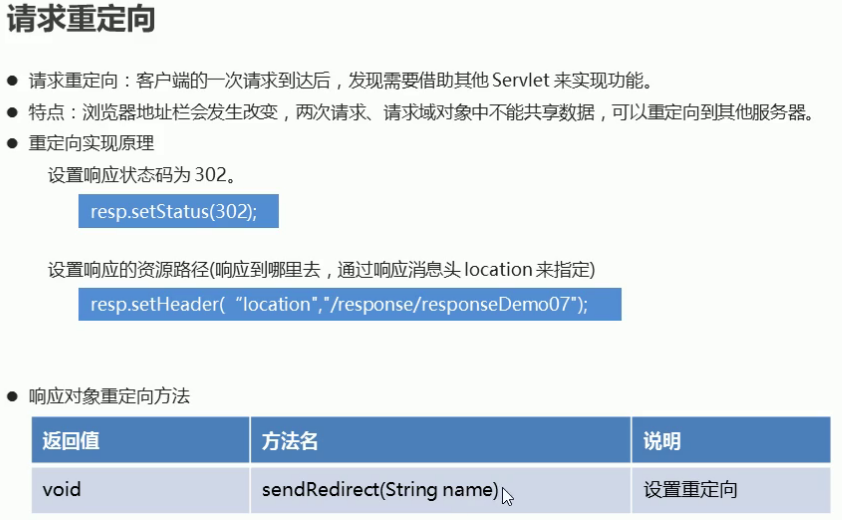 请求重定向
● 请求重定向：客户端的一次请求到达后，发现需要借助其他 Servlet 来实现功能。
● 特点：浏览器地址栏会发生改变，两次请求、请求域对象中不能共享数据，可以重定向到其他服务器。
● 重定向实现原理
设置响应状态码为 302。
resp.setStatus(302);
设置响应的资源路径(响应到哪里去，通过响应消息头 location 来指定)
resp.setHeader(“location","/response/responseDemo07");
● 响应对象重定向方法
返回值 方法名 说明
void sendRedirect(String name) 设置重定向